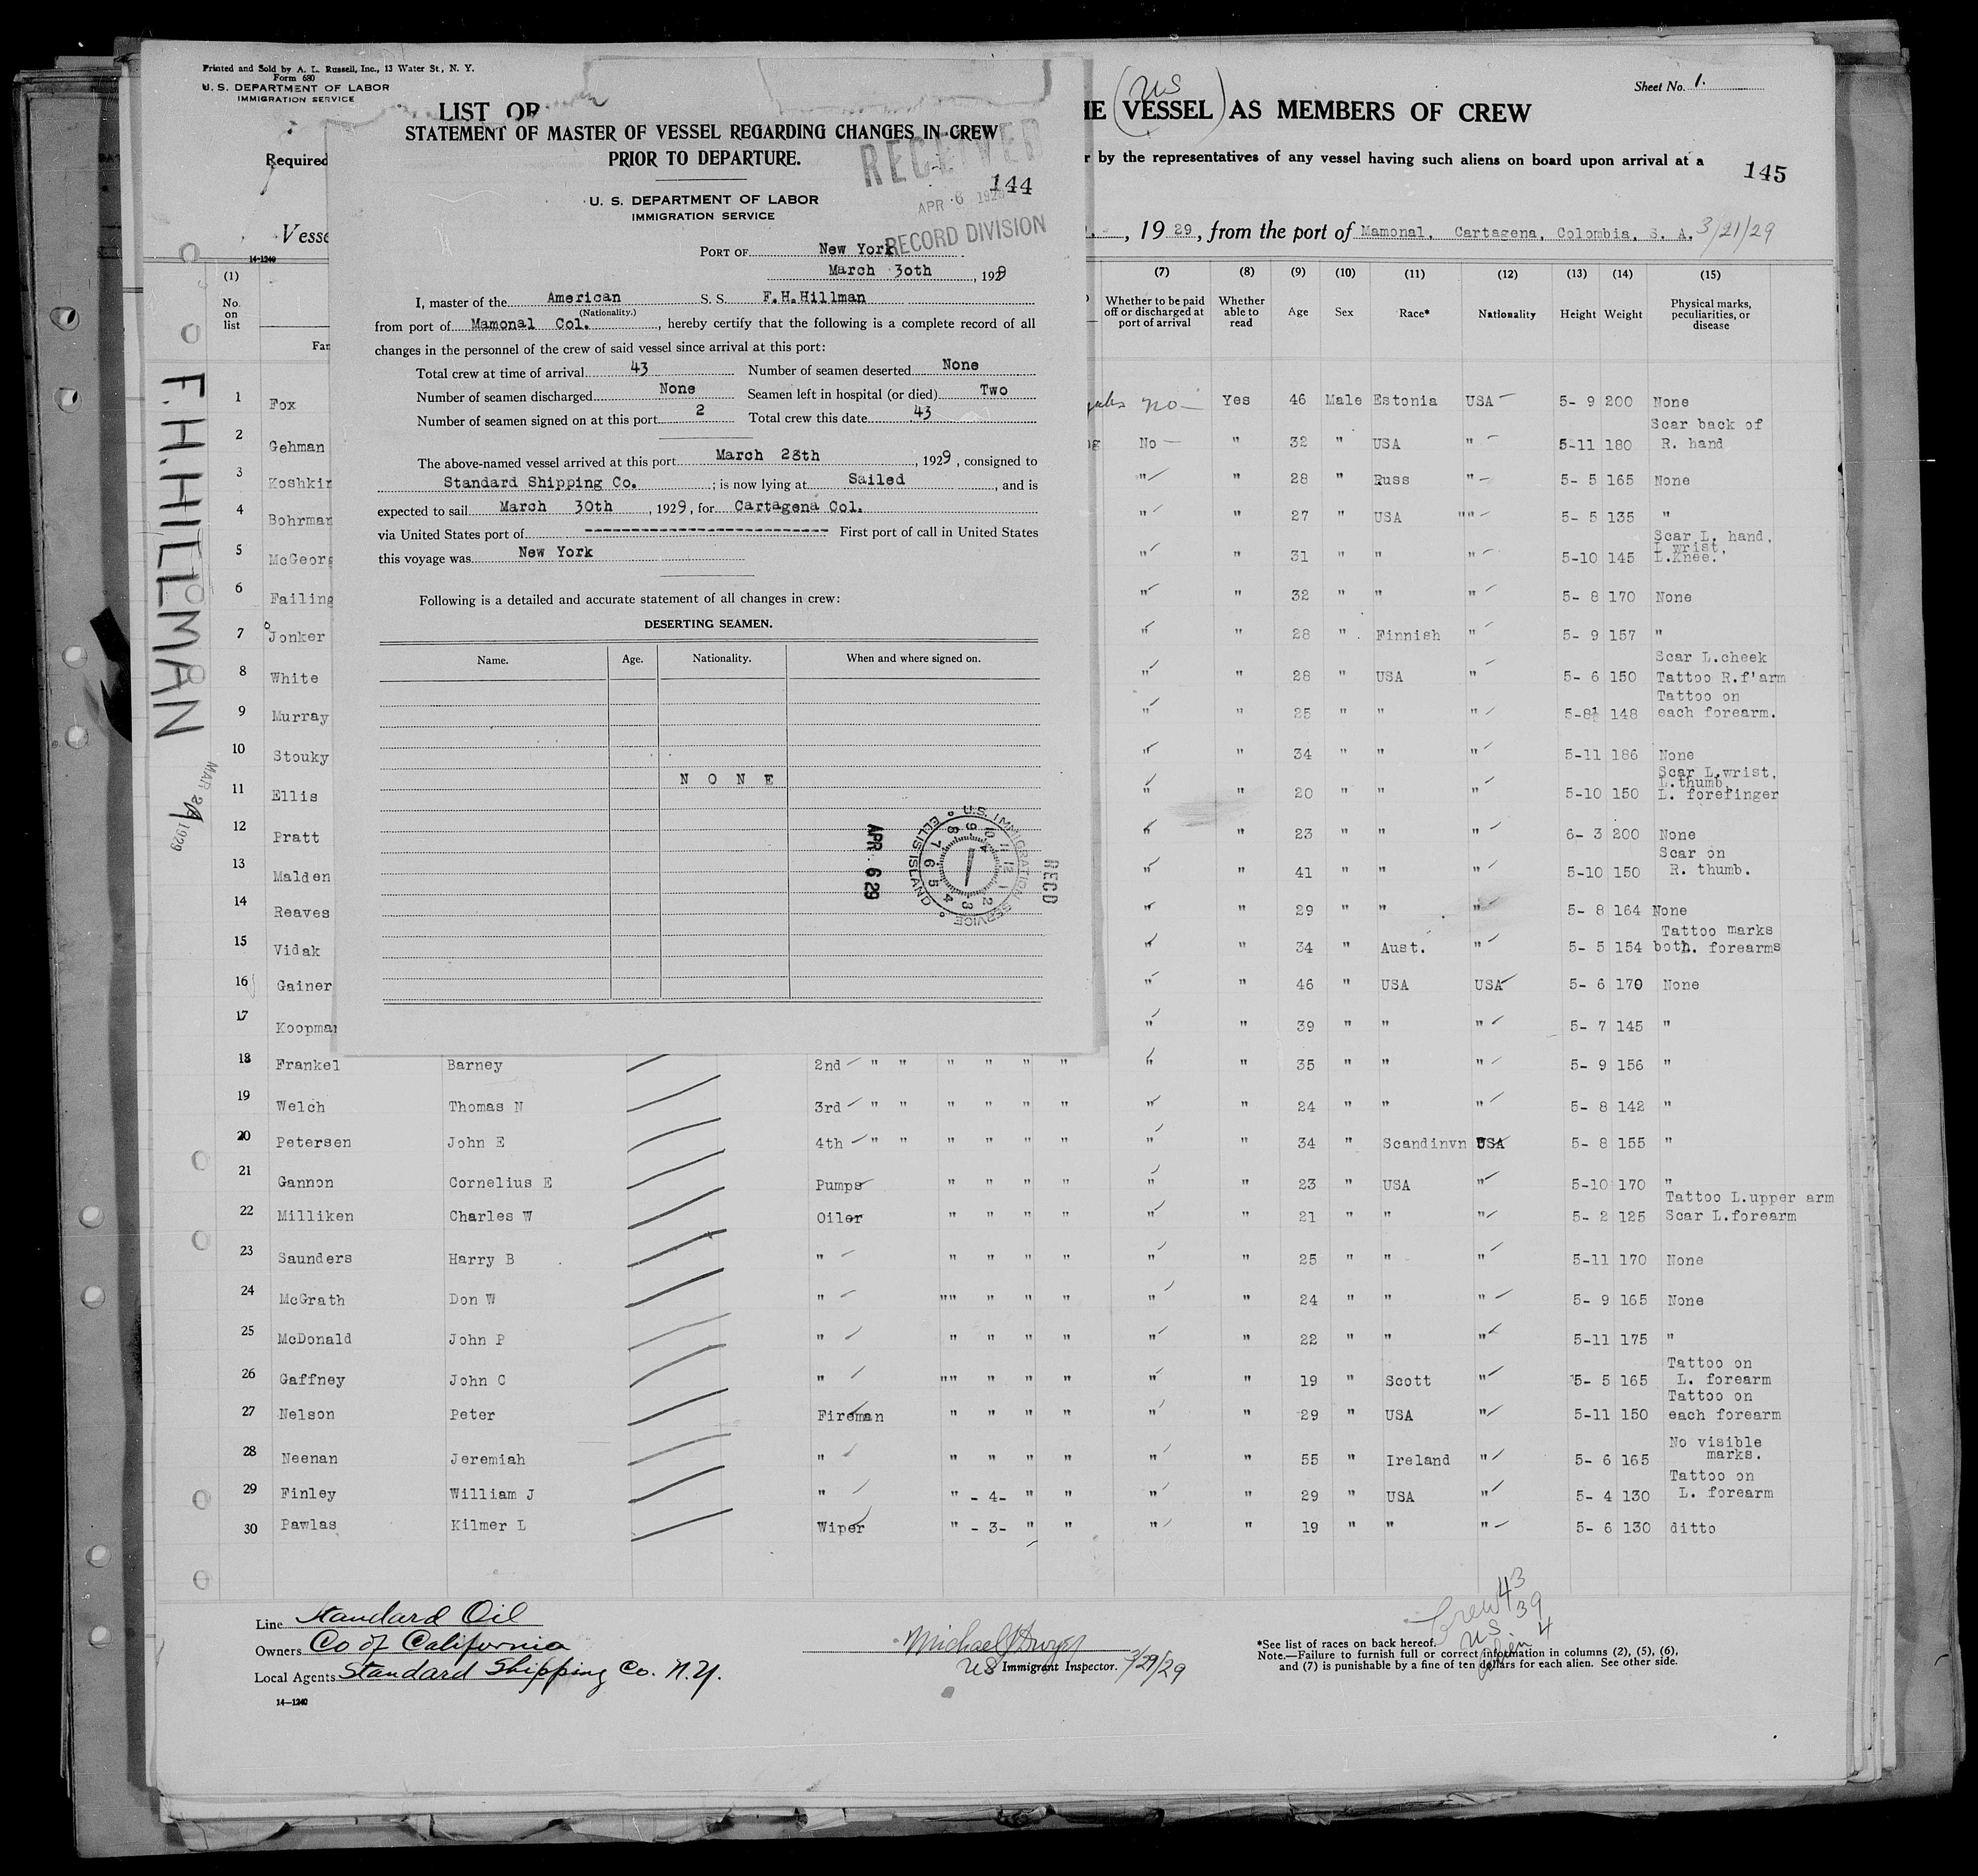 Printed and Sold by A. L. Russell, Inc., 13 Water St., N. Y.
Form 680
U. S. DEPARTMENT OF LABOR
IMMIGRATION SERVICE
Sheet No. 1.
LIST OF
HE (VESSEL) AS MEMBERS OF CREW
US
Required
r by the representatives of any vessel having such aliens on board upon arrival at a
145
Vesse
, 1929, from the port of Mamonal, Cartagena, Colombia, S. A. 3/21/29
14-1240
STATEMENT OF MASTER OF VESSEL REGARDING CHANGES IN CREW
PRIOR TO DEPARTURE.
RECEIVED
144
APR 6 1929
RECORD DIVISION
U. S. DEPARTMENT OF LABOR
IMMIGRATION SERVICE
PORT OF New York
March 30th, 1929
I, master of the American S. S. F.H.Hillman
(Nationality.)
from port of Mamonal Col., hereby certify that the following is a complete record of all
changes in the personnel of the crew of said vessel since arrival at this port:
Total crew at time of arrival 43 Number of seamen deserted None
Number of seamen discharged None Seamen left in hospital (or died) Two
Number of seamen signed on at this port 2 Total crew this date 43
The above-named vessel arrived at this port March 28th, 1929, consigned to
Standard Shipping Co.; is now lying at Sailed, and is
expected to sail March 30th, 1929, for Cartagena Col.
via United States port of ---------------------------- First port of call in United States
this voyage was New York
Following is a detailed and accurate statement of all changes in crew:
DESERTING SEAMEN.
Name. Age. Nationality. When and where signed on.
N O N E
APR 6 29
U.S. IMMIGRATION SERVICE ELLIS ISLAND
RECD
F.H.HILLMAN
MAR 29 1929
(1) (7) (8) (9) (10) (11) (12) (13) (14) (15)
No. on list
Fam
Whether to be paid off or discharged at port of arrival
Whether able to read
Age Sex Race* Nationality Height Weight
Physical marks, peculiarities, or disease
1 Fox no Yes 46 Male Estonia USA 5- 9 200 None
2 Gehman No " 32 " USA " 5-11 180 Scar back of R. hand
3 Koshkin " " 28 " Russ " 5- 5 165 None
4 Bohrman " " 27 " USA "" 5- 5 135 "
5 McGeorg " " 31 " " " 5-10 145 Scar L. hand, L wrist, L.Knee.
6 Failing " " 32 " " " 5- 8 170 None
7 Jonker " " 28 " Finnish " 5- 9 157 "
8 White " " 28 " USA " 5- 6 150 Scar L.cheek Tattoo R.f'arm
9 Murray " " 25 " " " 5-8½ 148 Tattoo on each forearm.
10 Stouky " " 34 " " " 5-11 186 None
11 Ellis " " 20 " " " 5-10 150 Scar L.wrist, L.thumb, L. forefinger
12 Pratt " " 23 " " " 6- 3 200 None
13 Malden " " 41 " " " 5-10 150 Scar on R. thumb.
14 Reaves " " 29 " " " 5- 8 164 None
15 Vidak " " 34 " Aust. " 5- 5 154 Tattoo marks both. forearms
16 Gainer " " 46 " USA USA 5- 6 170 None
17 Koopman " " 39 " " " 5- 7 145 "
18 Frankel Barney 2nd " " " " " " " " 35 " " " 5- 9 156 "
19 Welch Thomas N 3rd " " " " " " " " 24 " " " 5- 8 142 "
20 Petersen John E 4th " " " " " " " " 34 " Scandinvn USA 5- 8 155 "
21 Gannon Cornelius E Pumps " " " " " " 23 " USA " 5-10 170 "
22 Milliken Charles W Oiler " " " " " " 21 " " " 5- 2 125 Tattoo L.upper arm Scar L.forearm
23 Saunders Harry B " " " " " " " 25 " " " 5-11 170 None
24 McGrath Don W " "" " " " " " 24 " " " 5- 9 165 None
25 McDonald John P " " " " " " " 22 " " " 5-11 175 "
26 Gaffney John C " "" " " " " " 19 " Scott " 5- 5 165 Tattoo on L. forearm
27 Nelson Peter Fireman " " " " " " 29 " USA " 5-11 150 Tattoo on each forearm
28 Neenan Jeremiah " " " " " " " 55 " Ireland " 5- 6 165 No visible marks.
29 Finley William J " " - 4- " " " " 29 " USA " 5- 4 130 Tattoo on L. forearm
30 Pawlas Kilmer L Wiper " - 3- " " " " 19 " " " 5- 6 130 ditto
Crew 43
US 39
Alien 4
Line Standard Oil
Owners Co of California
Local Agents Standard Shipping Co. N.Y.
14-1240
US Immigrant Inspector. 3/29/29
*See list of races on back hereof.
Note.—Failure to furnish full or correct information in columns (2), (5), (6),
and (7) is punishable by a fine of ten dollars for each alien. See other side.